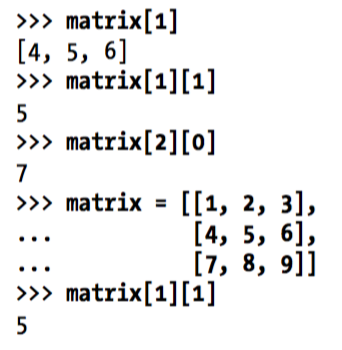 >>> matrix[1]
[4, 5, 6]
>>> matrix[1][1]
5
>>> matrix[2][0]
7
>>> matrix = [[1, 2, 3],
...           [4, 5, 6],
...           [7, 8, 9]]
>>> matrix[1][1]
5